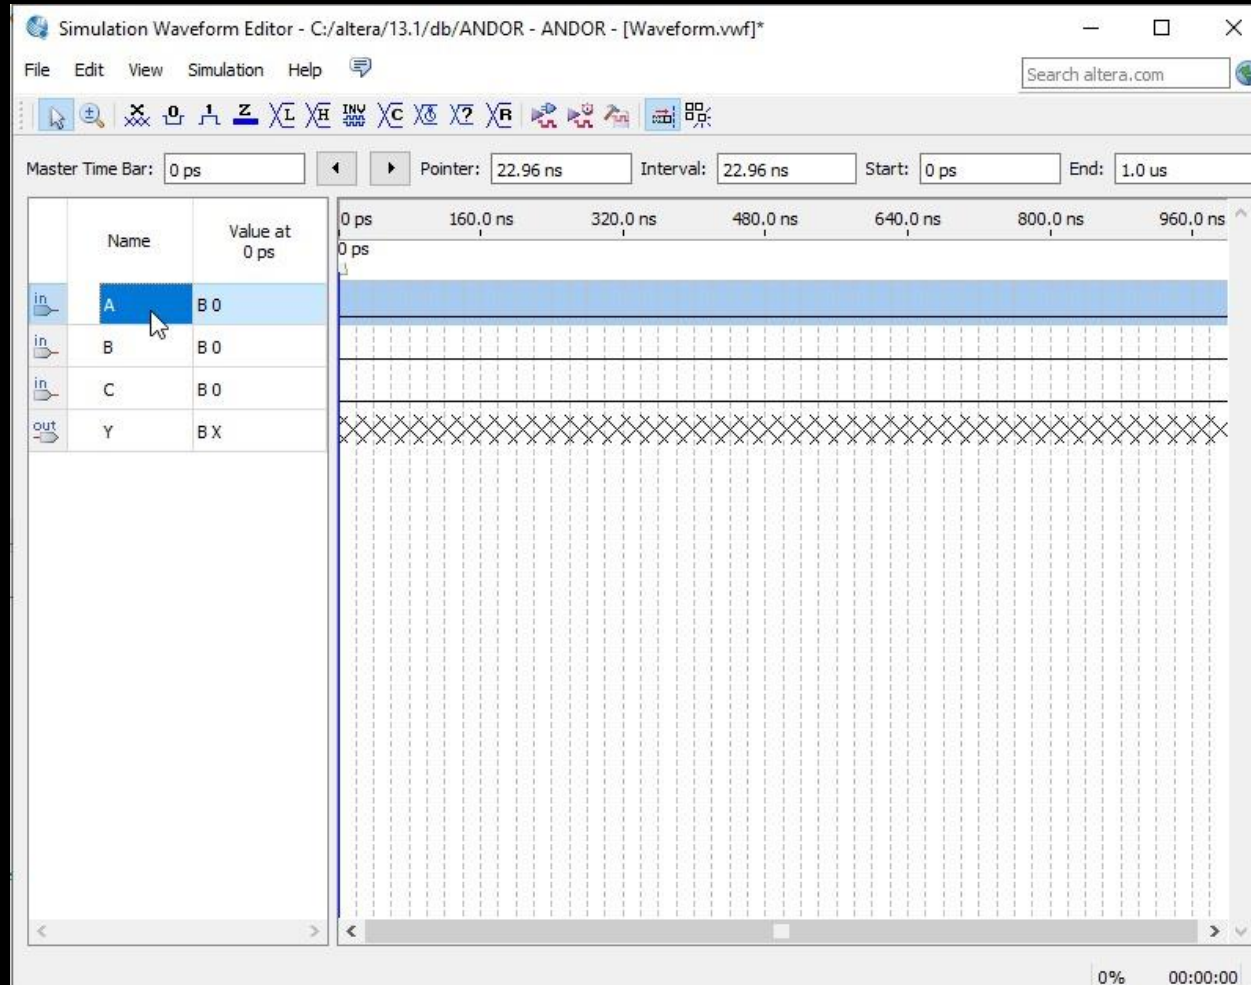 Simulation Waveform Editor - C:/altera/13.1/db/ANDOR - ANDOR - [Waveform.vwf]*
File Edit View Simulation Help
Search altera.com
X 0 1 Z L H INV C ? R
Master Time Bar: 0 ps Pointer: 22.96 ns Interval: 22.96 ns Start: 0 ps End: 1.0 us
Name Value at 0 ps
0 ps 160.0 ns 320.0 ns 480.0 ns 640.0 ns 800.0 ns 960.0 ns
0 ps
in A B 0
in B B 0
in C B 0
out Y B X
0% 00:00:00